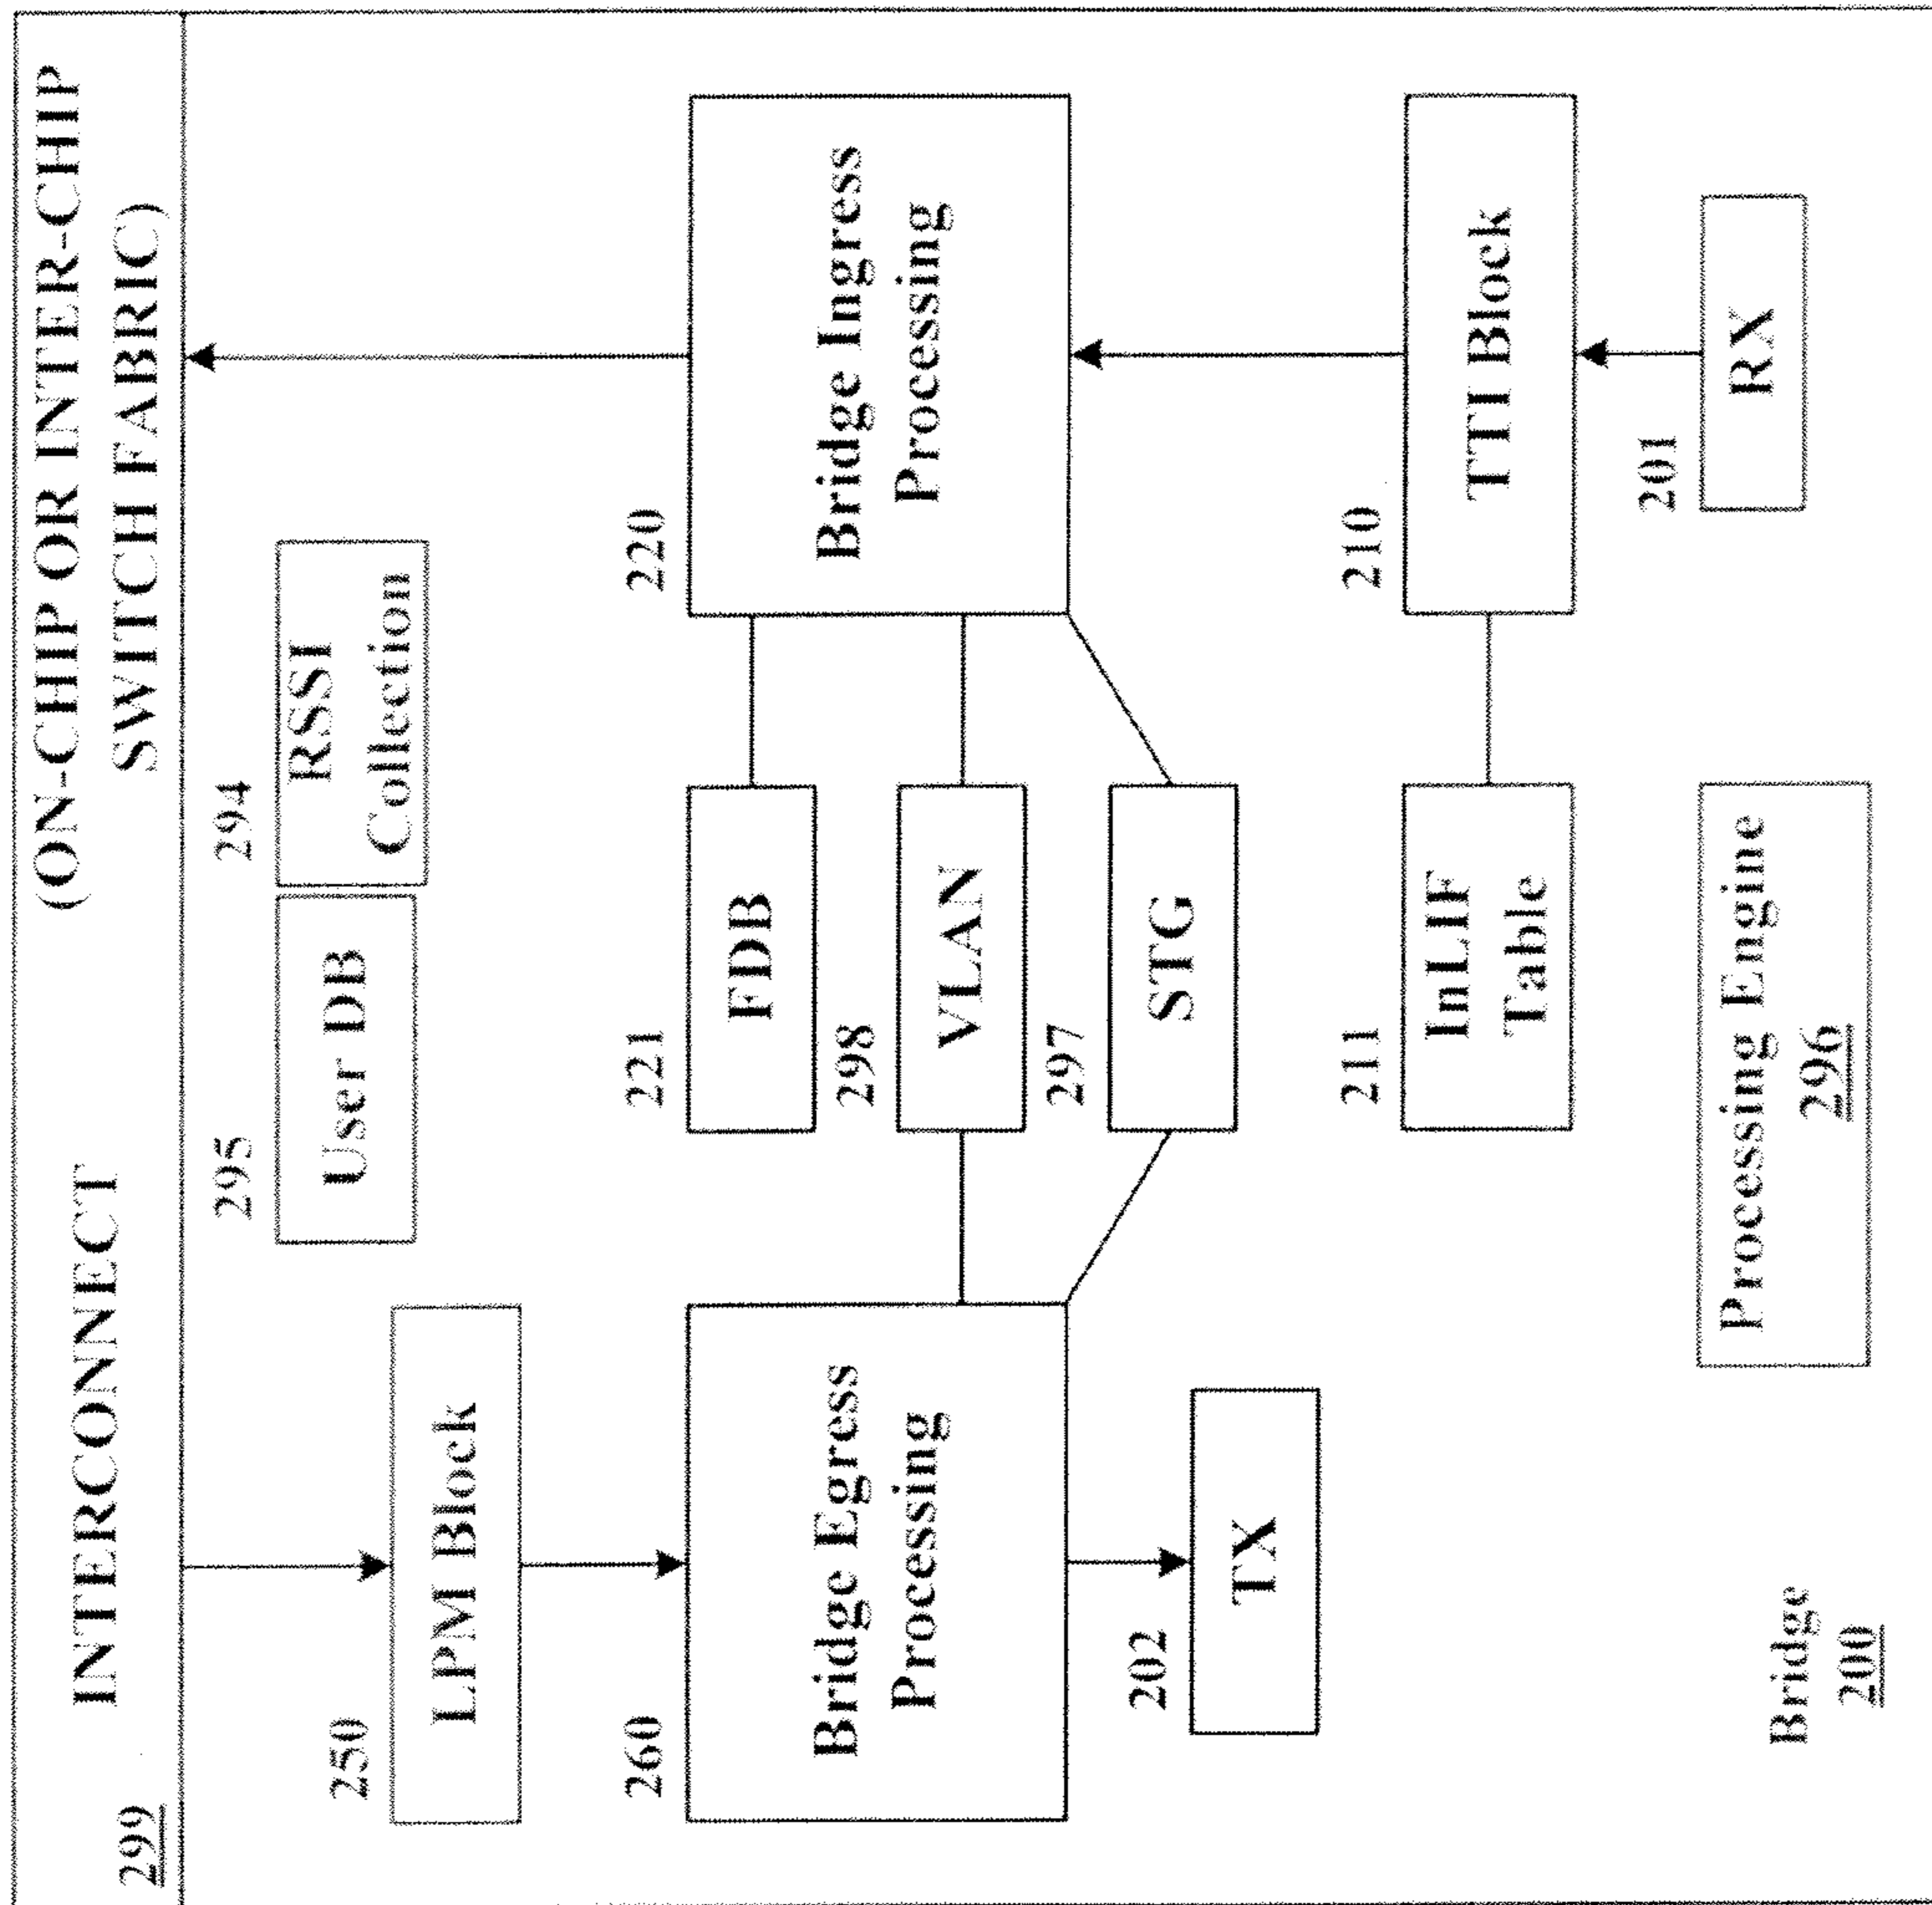 INTERCONNECT
(ON-CHIP OR INTER-CHIP
SWITCH FABRIC)
299
295
User DB
294
RSSI
Collection
250
LPM Block
260
Bridge Egress
Processing
221
FDB
298
VLAN
297
STG
220
Bridge Ingress
Processing
202
TX
211
InLIF
Table
210
TTI Block
201
RX
Processing Engine
296
Bridge
200